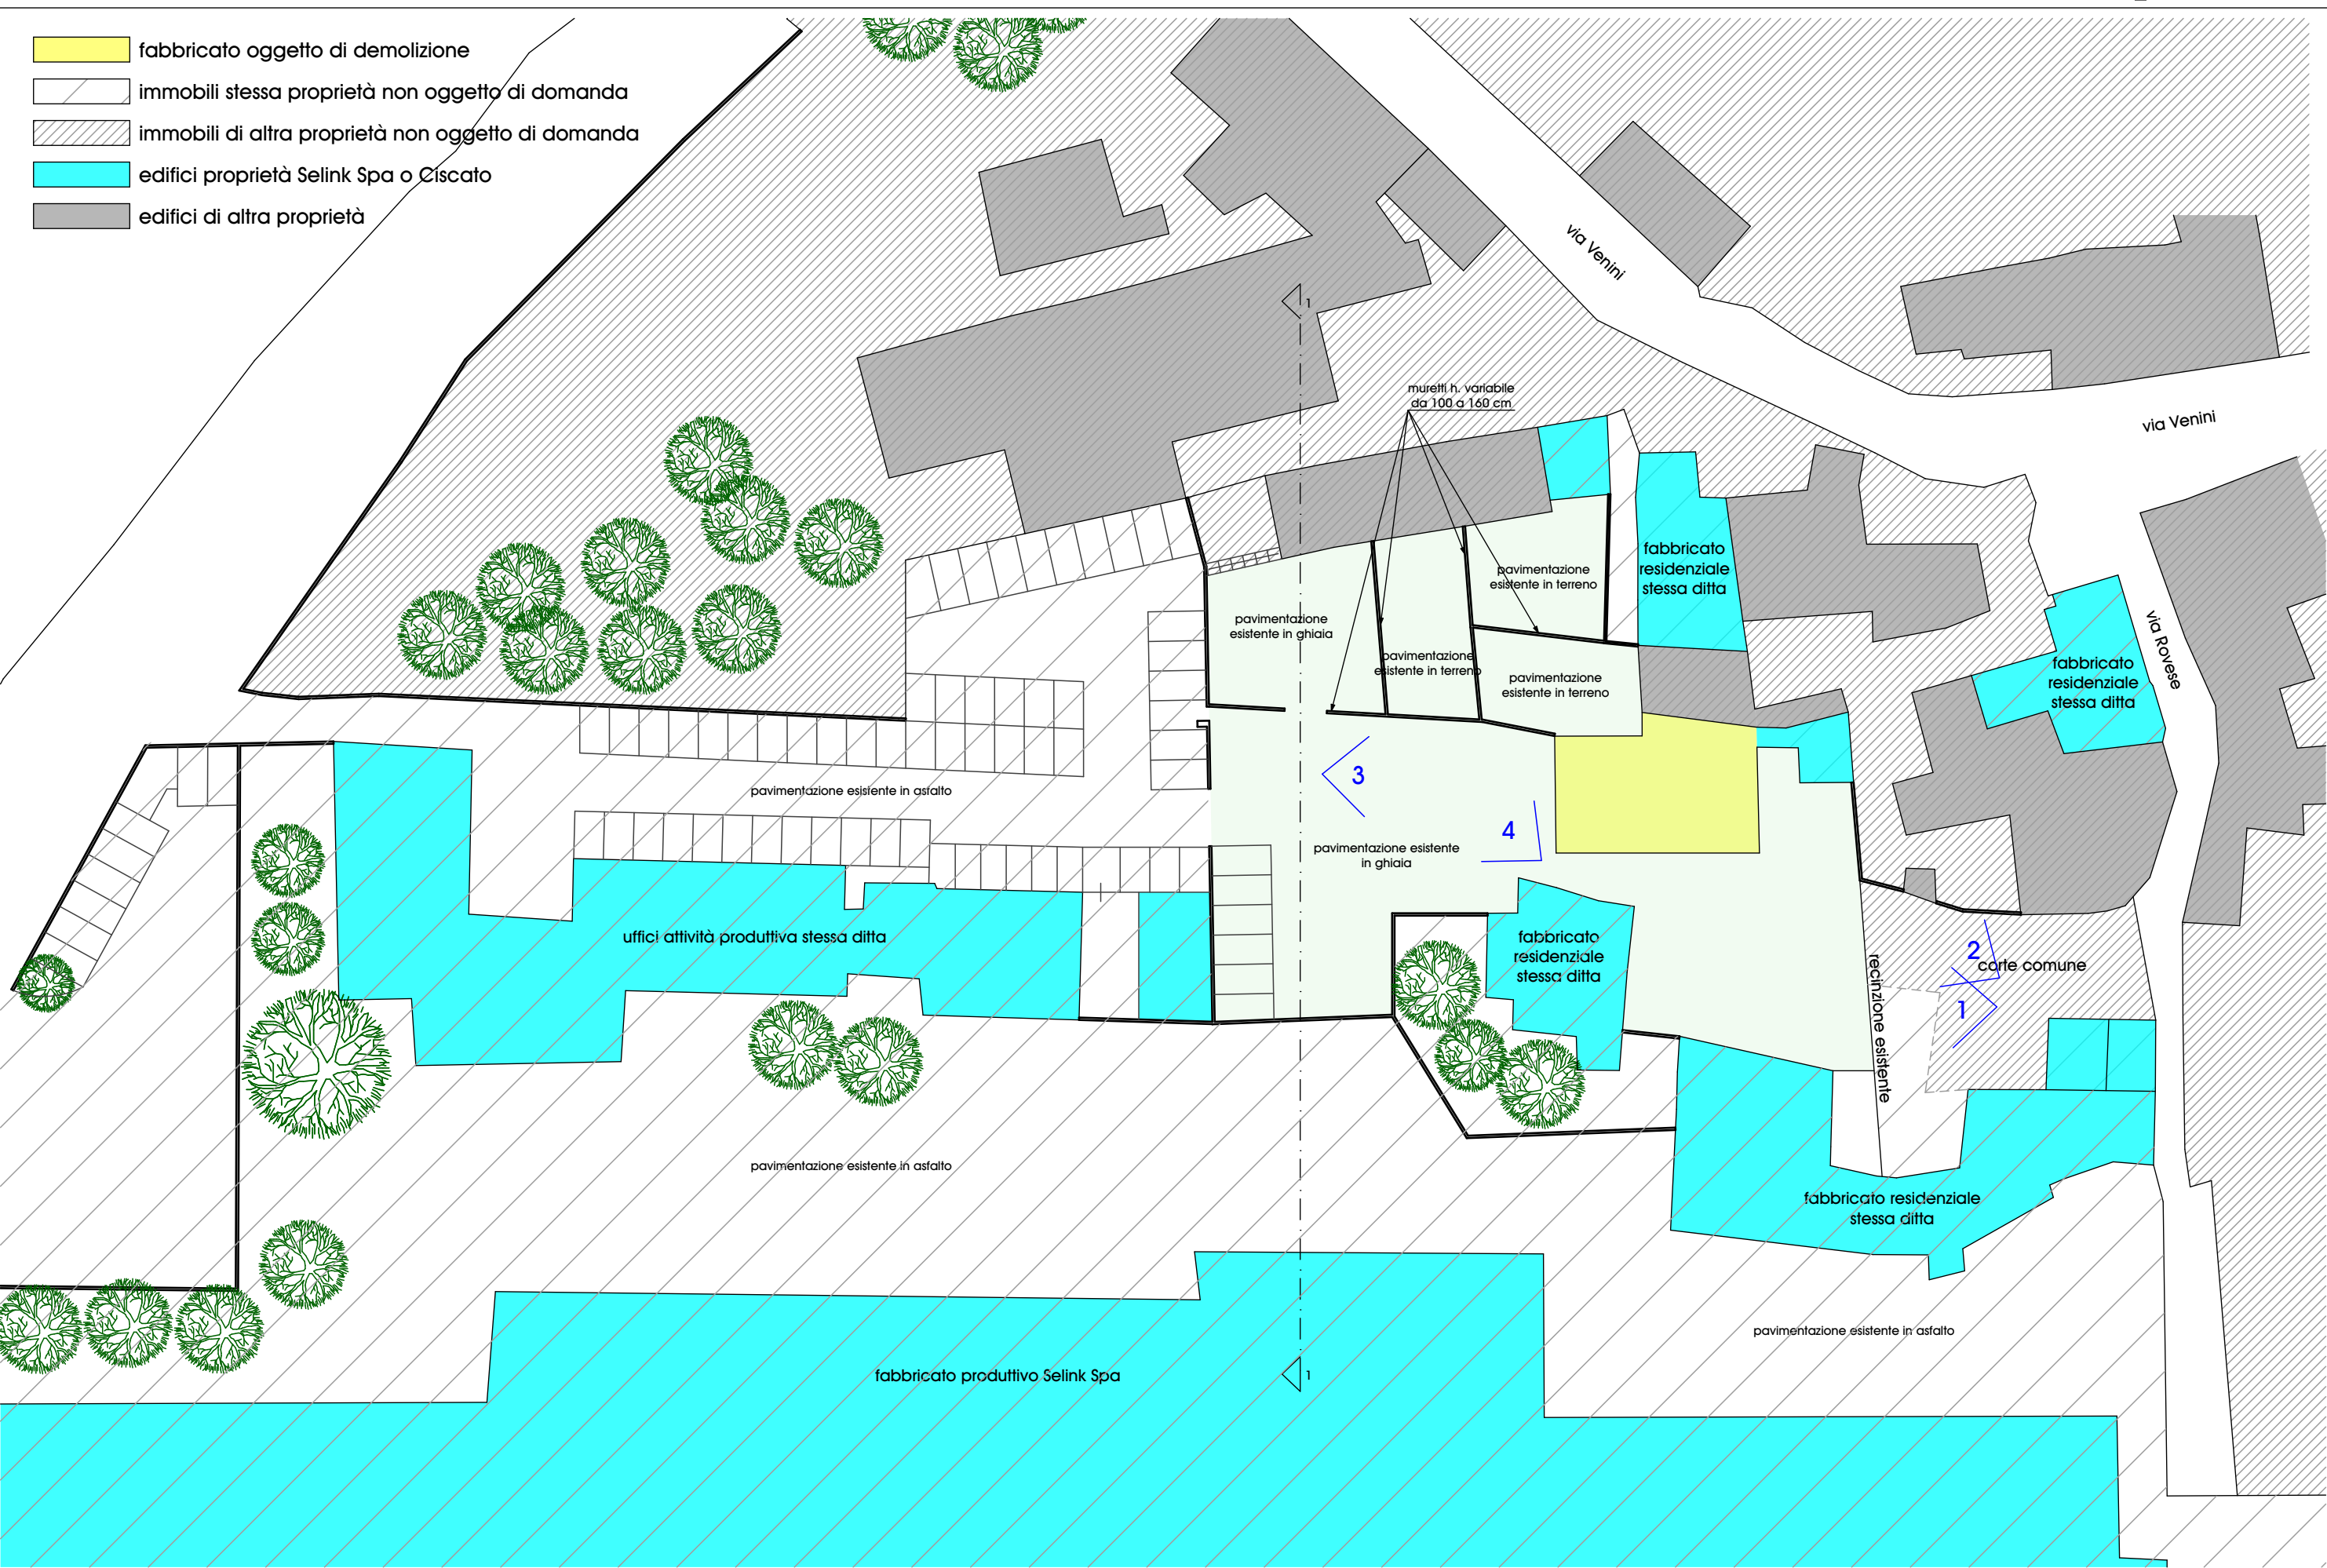 fabbricato oggetto di demolizione
immobili stessa proprietà non oggetto di domanda
immobili di altra proprietà non oggetto di domanda
edifici proprietà Selink Spa o Ciscato
edifici di altra proprietà
via Venini
1
muretti h. variabile
da 100 a 160 cm
via Venini
fabbricato
residenziale
stessa ditta
pavimentazione
esistente in terreno
pavimentazione
esistente in ghiaia
pavimentazione
esistente in terreno
pavimentazione
esistente in terreno
via Rovese
fabbricato
residenziale
stessa ditta
3
pavimentazione esistente in asfalto
4
pavimentazione esistente
in ghiaia
uffici attività produttiva stessa ditta
fabbricato
residenziale
stessa ditta
2
corte comune
1
recinzione esistente
pavimentazione esistente in asfalto
fabbricato residenziale
stessa ditta
pavimentazione esistente in asfalto
fabbricato produttivo Selink Spa
1